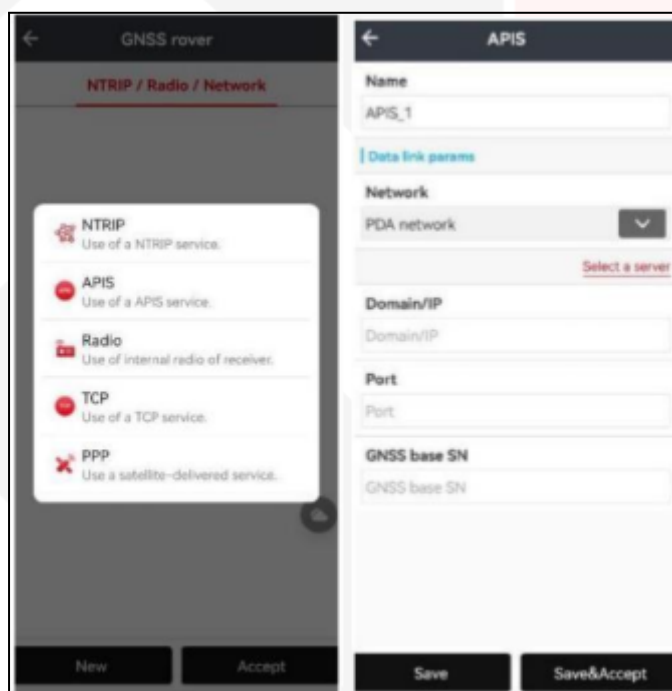 GNSS rover
NTRIP / Radio / Network
NTRIP
Use of a NTRIP service.
APIS
Use of a APIS service.
Radio
Use of internal radio of receiver.
TCP
Use of a TCP service.
PPP
Use a satellite-delivered service.
New
Accept
APIS
Name
APIS_1
Data link params
Network
PDA network
Select a server
Domain/IP
Domain/IP
Port
Port
GNSS base SN
GNSS base SN
Save
Save&Accept